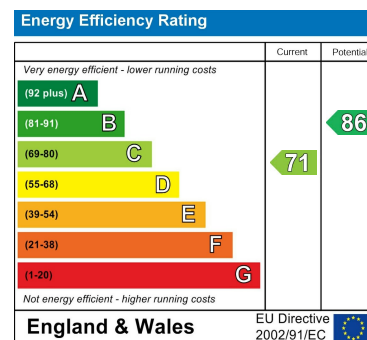 Energy Efficiency Rating
Current Potential
Very energy efficient - lower running costs
(92 plus) A
(81-91) B
86
(69-80) C
71
(55-68) D
(39-54) E
(21-38) F
(1-20) G
Not energy efficient - higher running costs
England & Wales
EU Directive
2002/91/EC